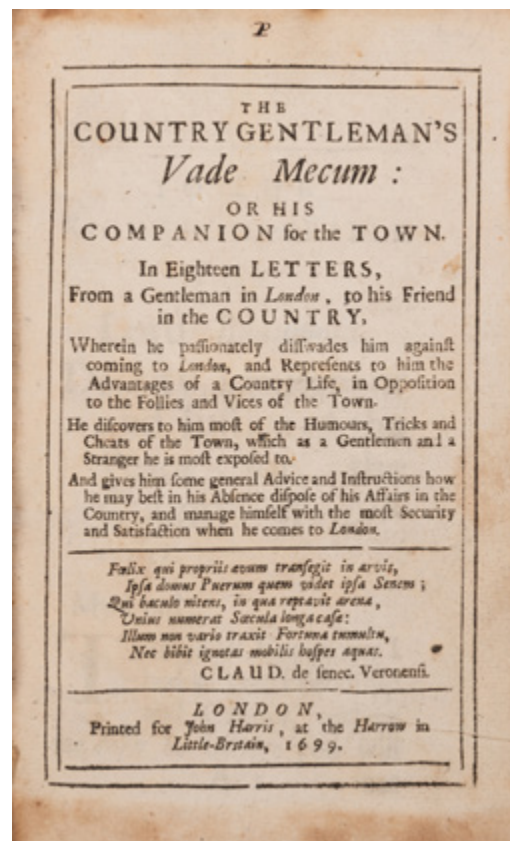 P
THE
COUNTRY GENTLEMAN'S
Vade Mecum :
OR HIS
COMPANION for the TOWN.
In Eighteen LETTERS,
From a Gentleman in London, to his Friend
in the COUNTRY,
Wherein he paſſionately diſſwades him againſt
coming to London, and Repreſents to him the
Advantages of a Country Life, in Oppoſition
to the Follies and Vices of the Town.
He diſcovers to him moſt of the Humours, Tricks and
Cheats of the Town, which as a Gentlemen and a
Stranger he is moſt expoſed to.
And gives him ſome general Advice and Inſtructions how
he may beſt in his Abſence diſpoſe of his Affairs in the
Country, and manage himſelf with the moſt Security
and Satisfaction when he comes to London.
Fœlix qui propriis ævum tranſegit in arvis,
Ipſa domus Puerum quem videt ipſa Senem ;
Qui baculo nitens, in qua reptavit arena,
Unius numerat Sœcula longa caſæ:
Illum non vario traxit Fortuna tumultu,
Nec bibit ignotas mobilis hoſpes aquas.
CLAUD. de ſenec. Veronenſi.
LONDON,
Printed for John Harris, at the Harrow in
Little-Brstain, 1699.